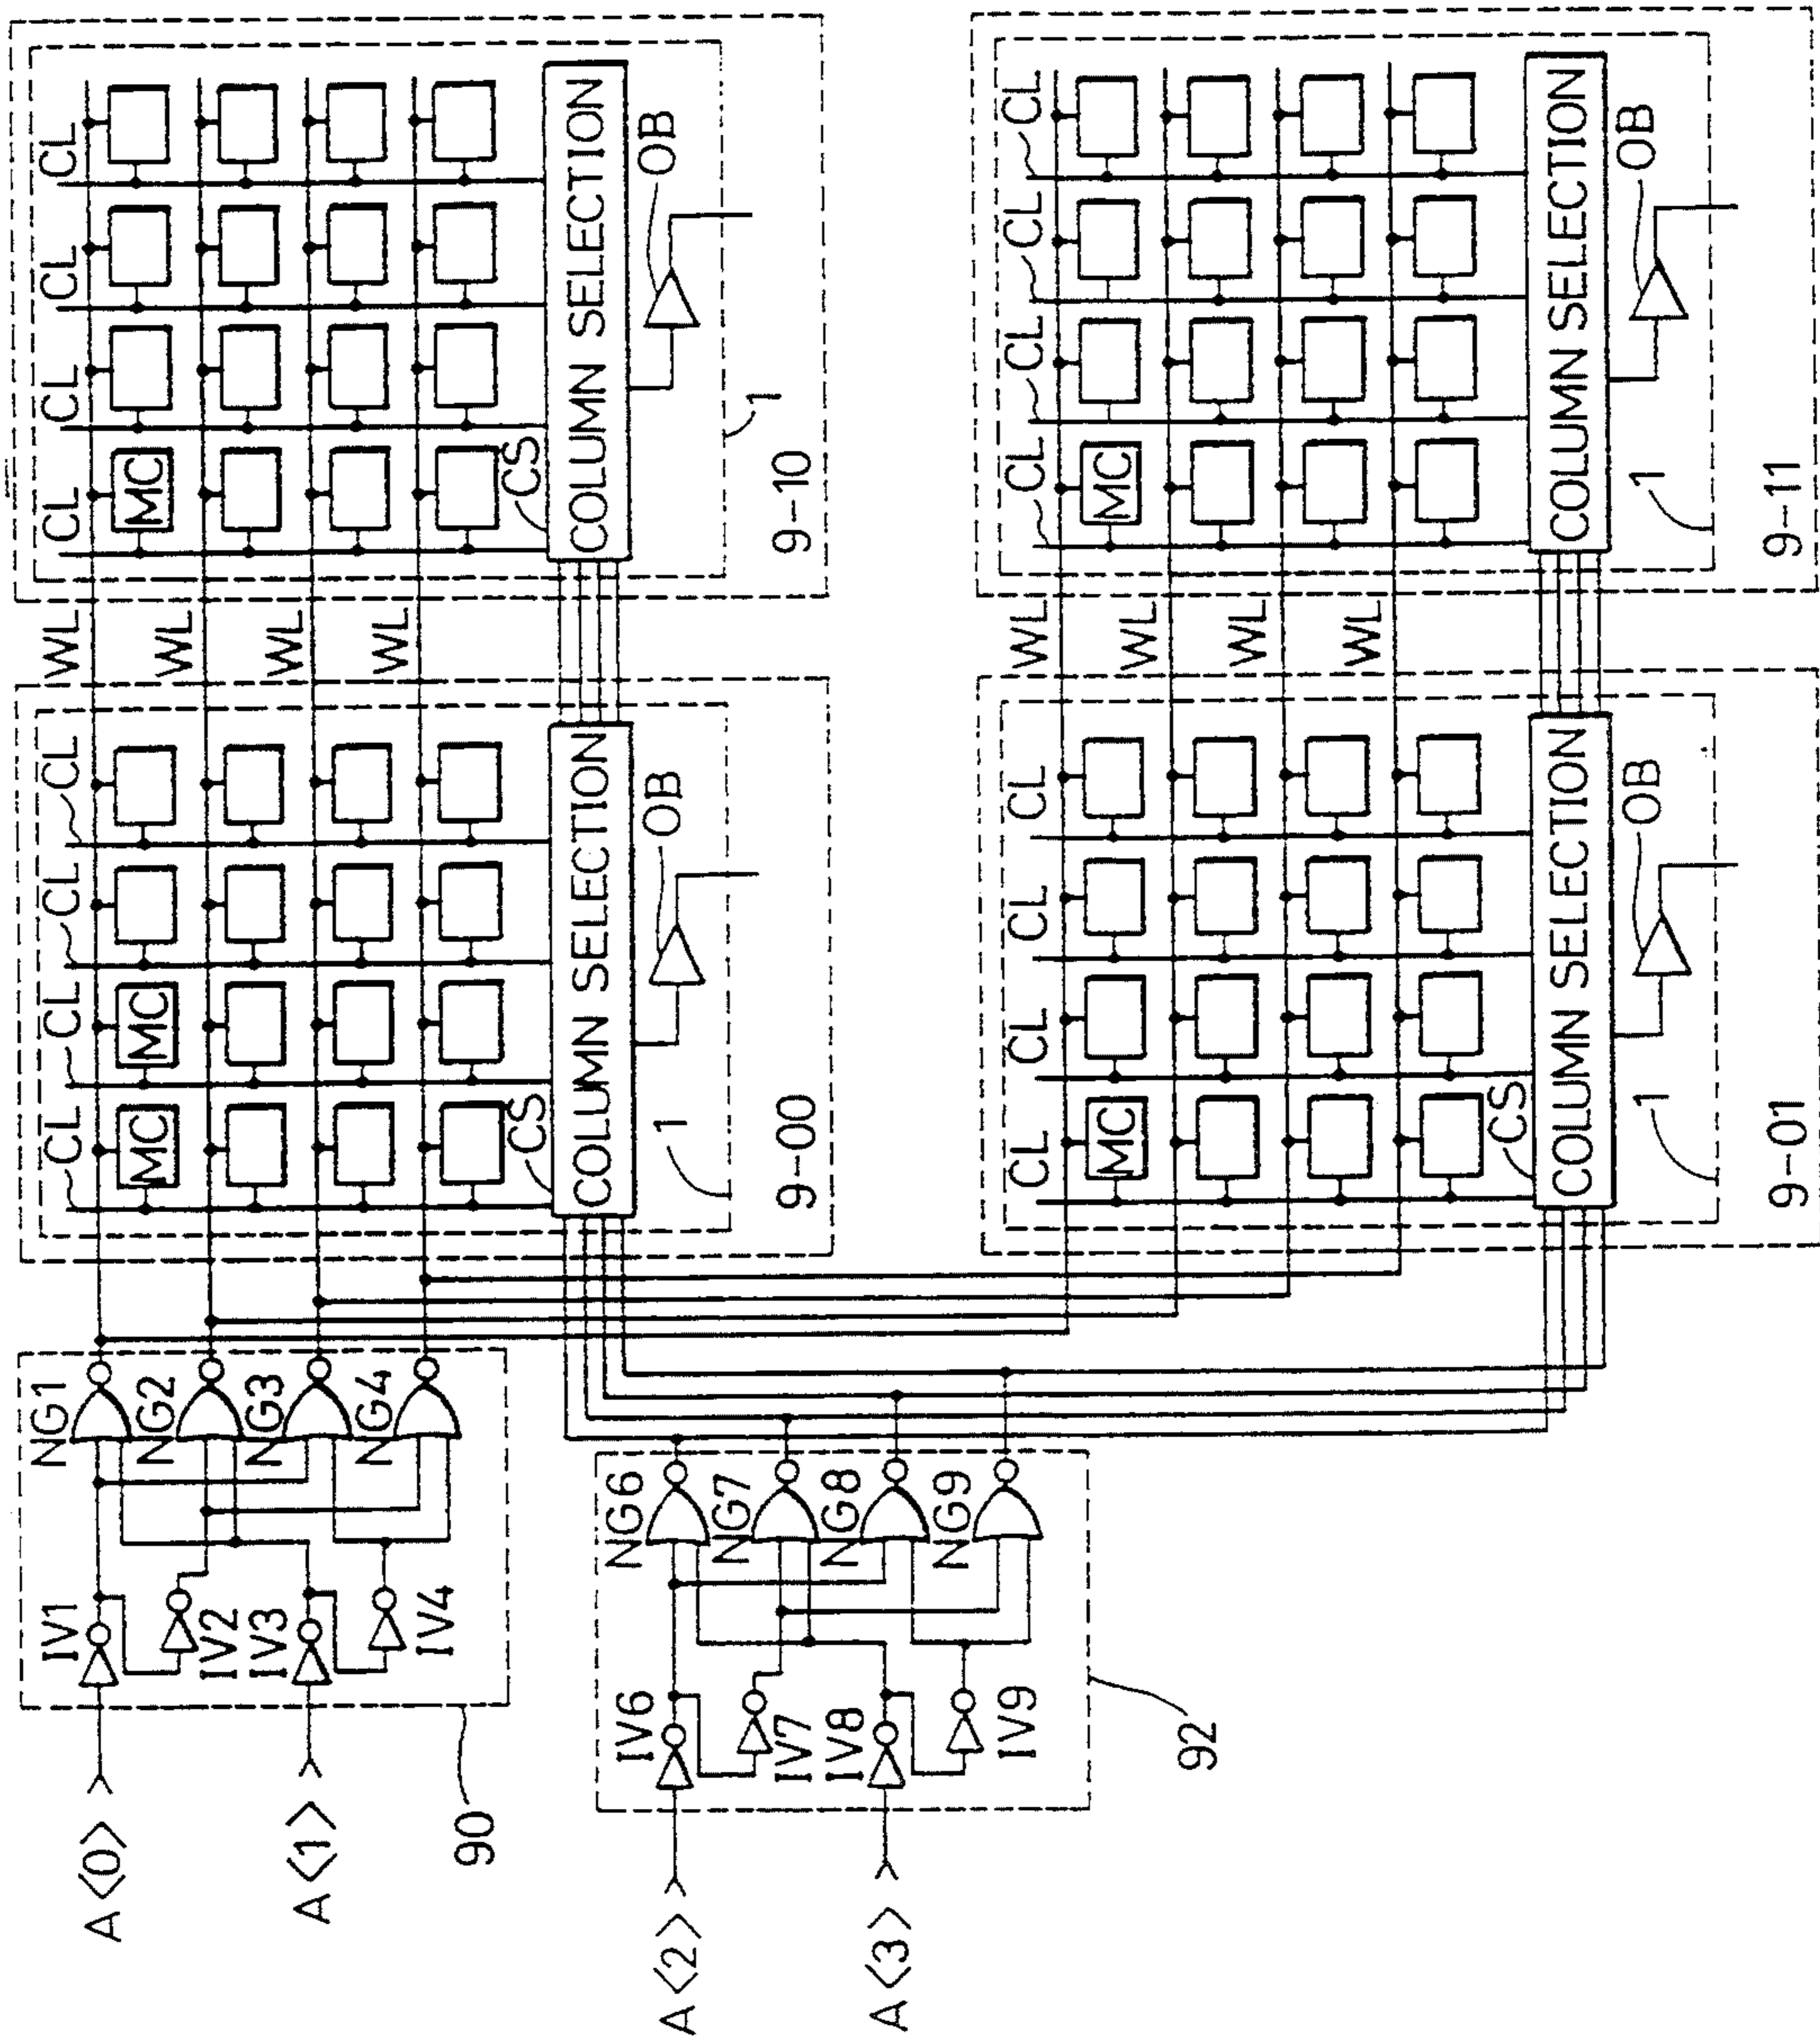 A<0>
A<1>
90
IV1
IV2
IV3
IV4
NG1
NG2
NG3
NG4
A<2>
A<3>
92
IV6
IV7
IV8
IV9
NG6
NG7
NG8
NG9
CL CL CL CL
MC MC
CS
COLUMN SELECTION
OB
1
9-00
WL
WL
WL
WL
CL CL CL CL
MC
CS
COLUMN SELECTION
OB
1
9-10
CL CL CL CL
MC
CS
COLUMN SELECTION
OB
1
9-01
WL
WL
WL
WL
CL CL CL CL
MC
COLUMN SELECTION
OB
1
9-11